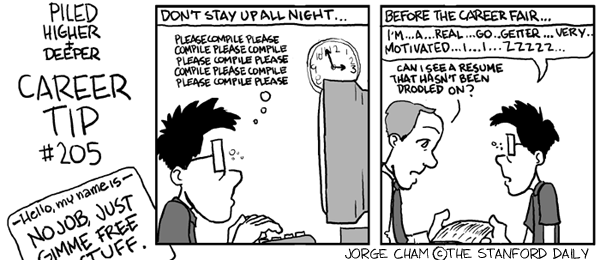 PILED
HIGHER
+
DEEPER
CAREER
TIP
#205
-Hello, my name is-
NO JOB, JUST
GIMME FREE
STUFF.
DON'T STAY UP ALL NIGHT...
PLEASE COMPILE PLEASE
COMPILE PLEASE COMPILE
PLEASE COMPILE PLEASE
COMPILE PLEASE COMPILE
PLEASE COMPILE PLEASE
BEFORE THE CAREER FAIR...
I'M...A...REAL...GO..GETTER....VERY..
MOTIVATED...I...I...ZZZZZ...
CAN I SEE A RESUME
THAT HASN'T BEEN
DROOLED ON?
JORGE CHAM ©THE STANFORD DAILY